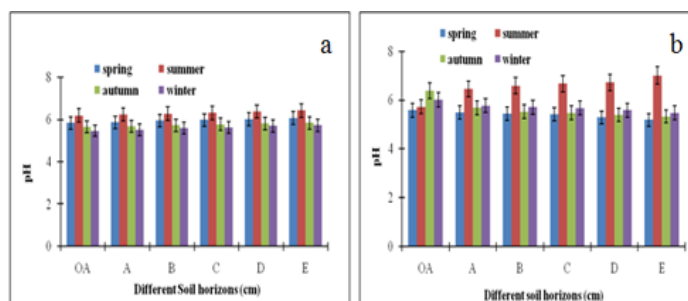 a
spring summer
autumn winter
8
6
4
2
0
pH
OA A B C D E
Different Soil horizons (cm)
b
spring summer
autumn winter
8
6
4
2
0
pH
OA A B C D E
Different soil horizons (cm)